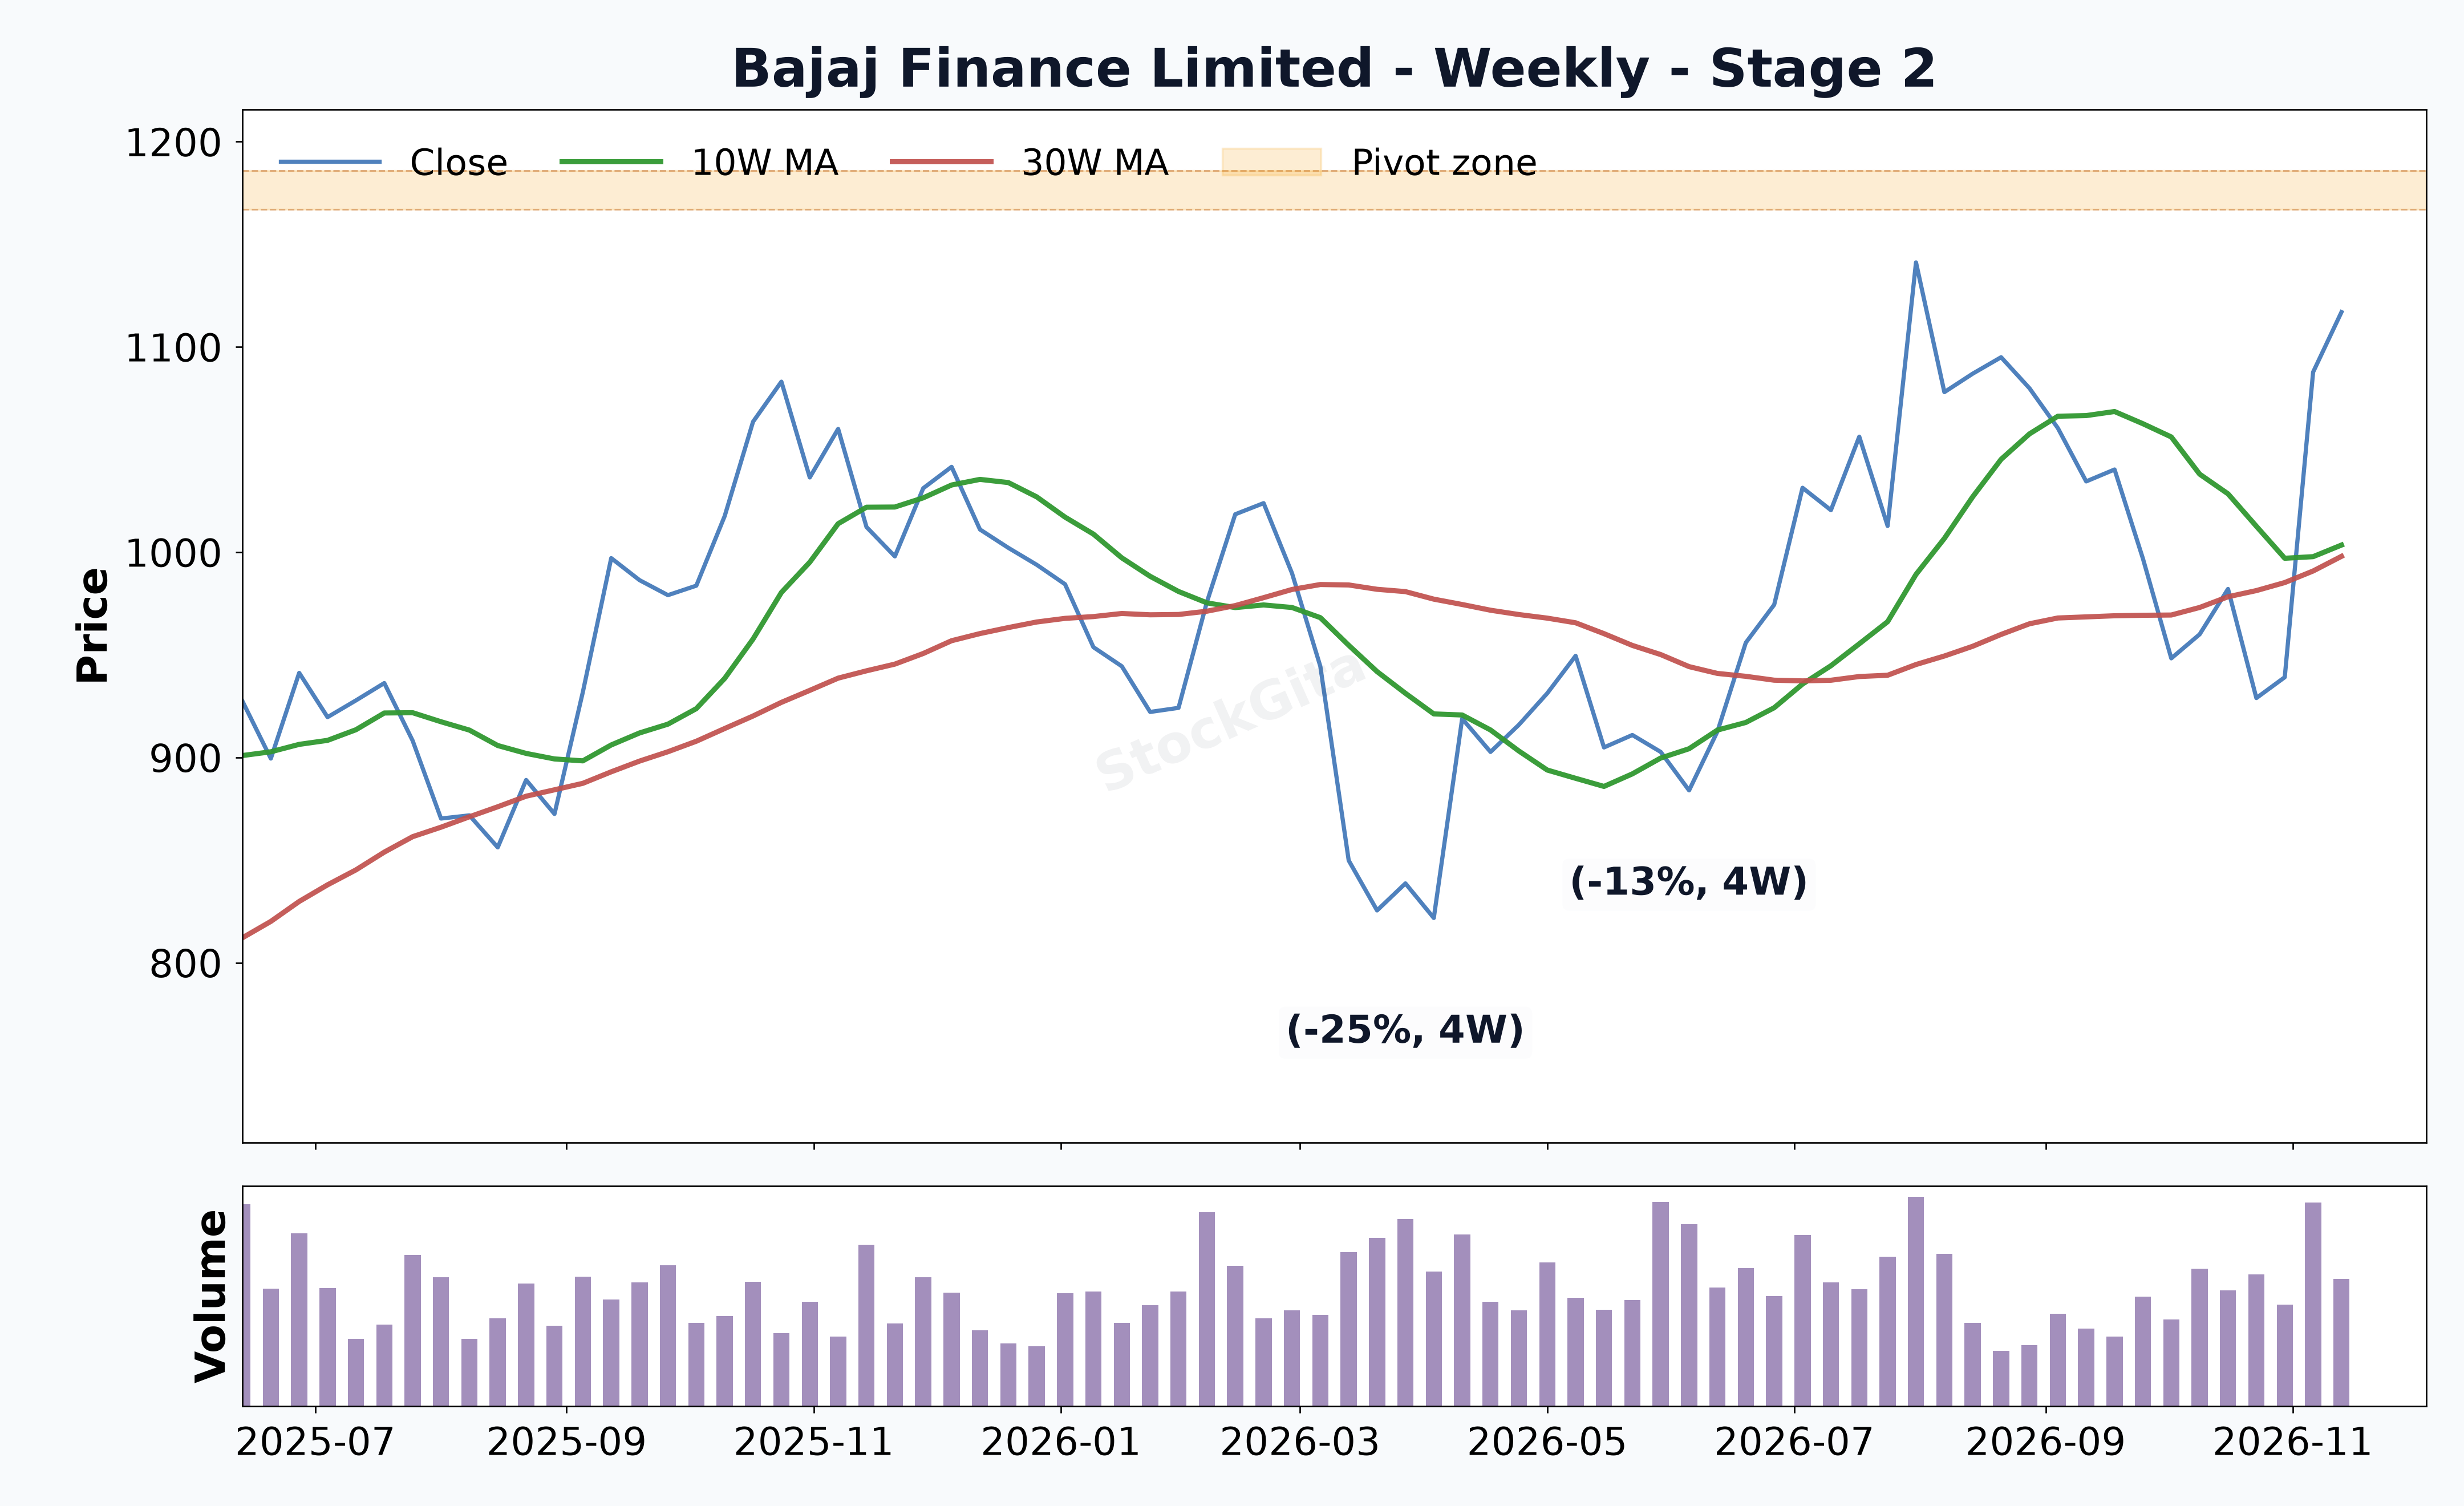 Bajaj Finance Limited - Weekly - Stage 2
Close 10W MA 30W MA Pivot zone
1200
1100
1000
900
800
Price
StockGita
(-13%, 4W)
(-25%, 4W)
Volume
2025-07 2025-09 2025-11 2026-01 2026-03 2026-05 2026-07 2026-09 2026-11